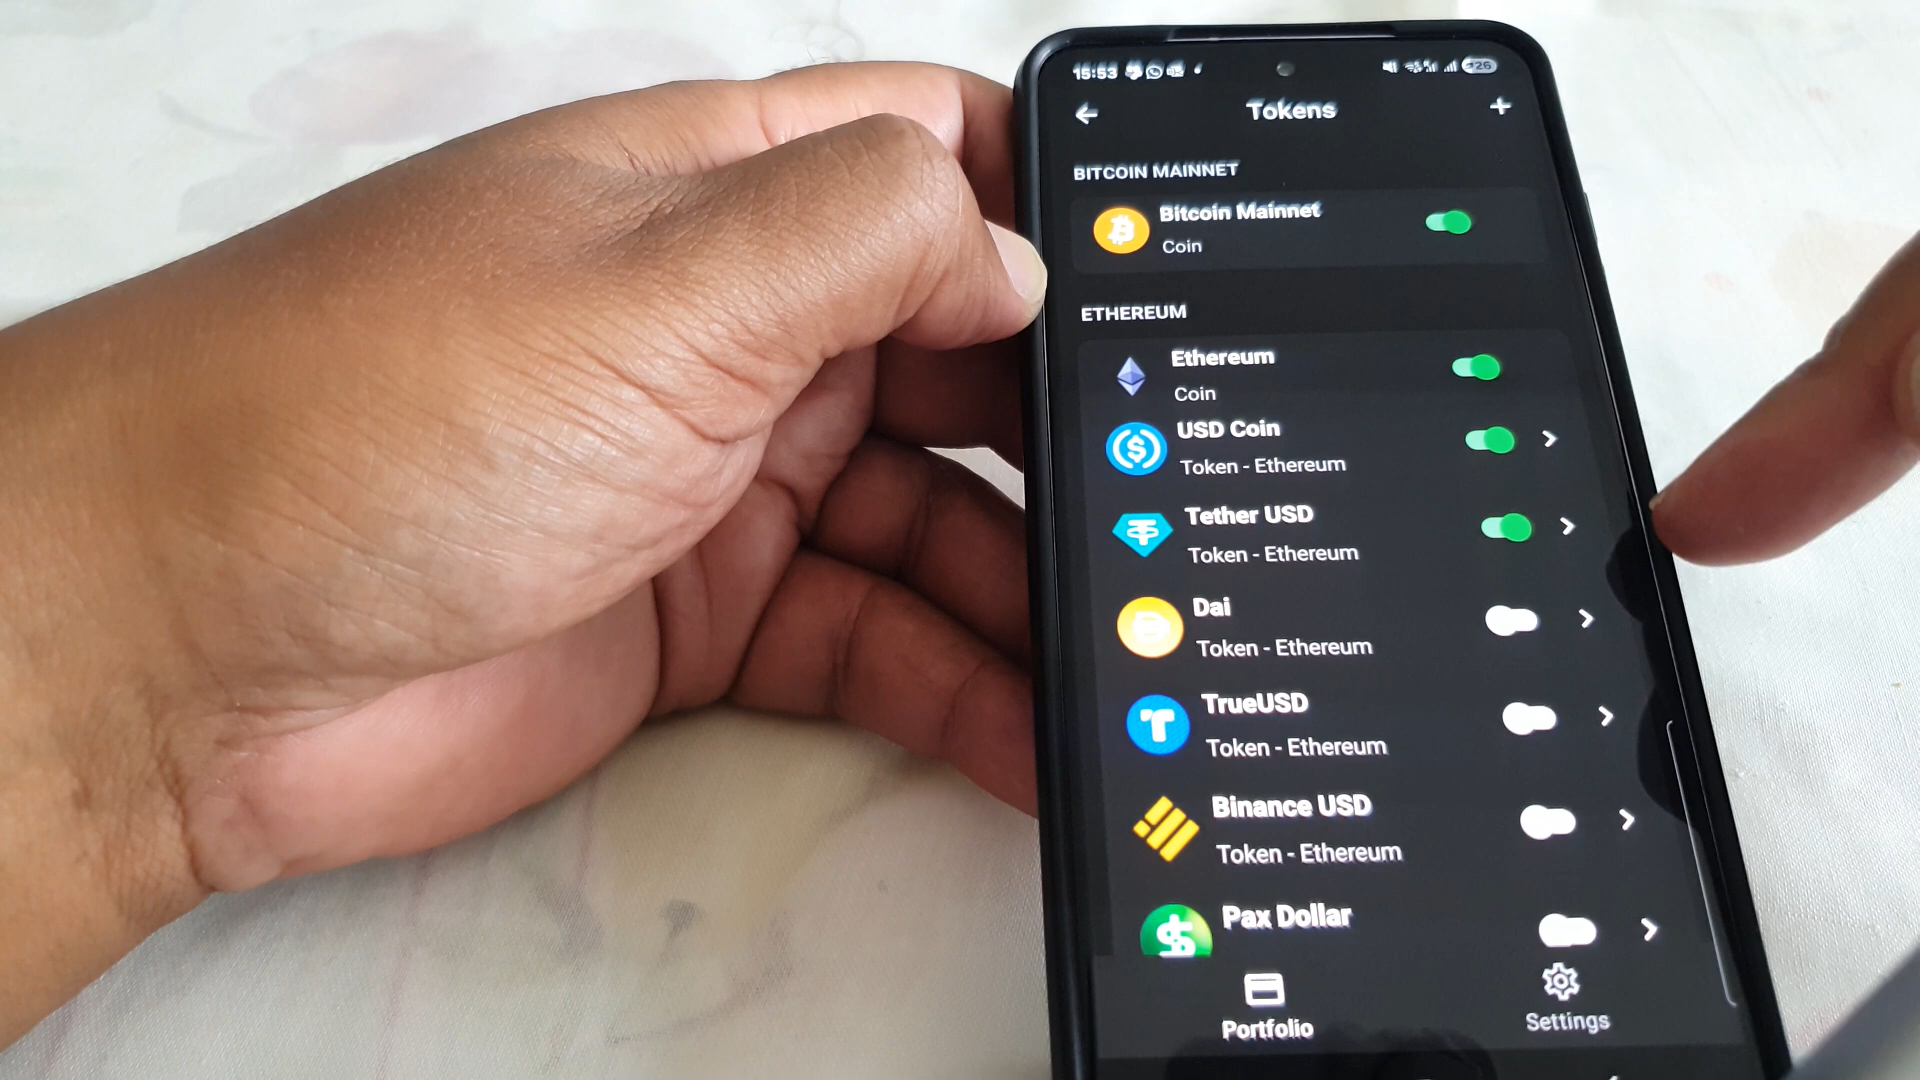 15:53
26
Tokens
BITCOIN MAINNET
Bitcoin Mainnet
Coin
ETHEREUM
Ethereum
Coin
USD Coin
Token - Ethereum
Tether USD
Token - Ethereum
Dai
Token - Ethereum
TrueUSD
Token - Ethereum
Binance USD
Token - Ethereum
Pax Dollar
Portfolio
Settings